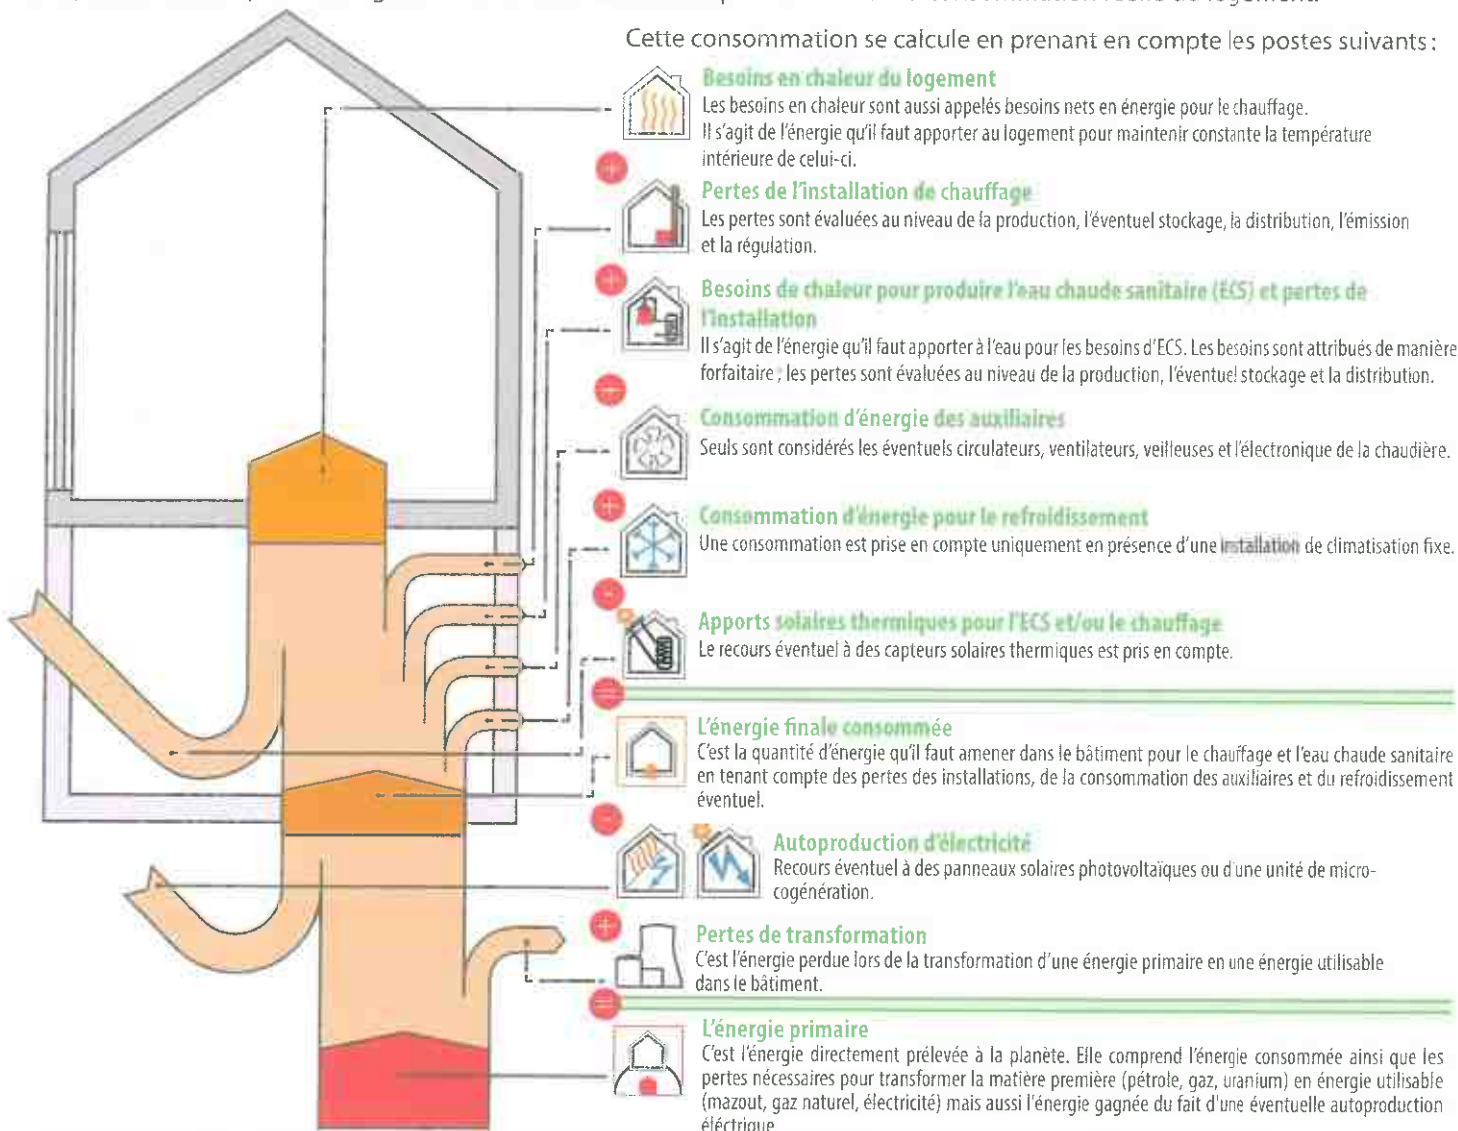 Cette consommation se calcule en prenant en compte les postes suivants :
Besoins en chaleur du logement
Les besoins en chaleur sont aussi appelés besoins nets en énergie pour le chauffage.
Il s'agit de l'énergie qu'il faut apporter au logement pour maintenir constante la température
intérieure de celui-ci.
+
Pertes de l'installation de chauffage
Les pertes sont évaluées au niveau de la production, l'éventuel stockage, la distribution, l'émission
et la régulation.
+
Besoins de chaleur pour produire l'eau chaude sanitaire (ECS) et pertes de
l'installation
Il s'agit de l'énergie qu'il faut apporter à l'eau pour les besoins d'ECS. Les besoins sont attribués de manière
forfaitaire ; les pertes sont évaluées au niveau de la production, l'éventuel stockage et la distribution.
Consommation d'énergie des auxiliaires
Seuls sont considérés les éventuels circulateurs, ventilateurs, veilleuses et l'électronique de la chaudière.
+
Consommation d'énergie pour le refroidissement
Une consommation est prise en compte uniquement en présence d'une installation de climatisation fixe.
-
Apports solaires thermiques pour l'ECS et/ou le chauffage
Le recours éventuel à des capteurs solaires thermiques est pris en compte.
=
L'énergie finale consommée
C'est la quantité d'énergie qu'il faut amener dans le bâtiment pour le chauffage et l'eau chaude sanitaire
en tenant compte des pertes des installations, de la consommation des auxiliaires et du refroidissement
éventuel.
-
Autoproduction d'électricité
Recours éventuel à des panneaux solaires photovoltaïques ou d'une unité de micro-
cogénération.
+
Pertes de transformation
C'est l'énergie perdue lors de la transformation d'une énergie primaire en une énergie utilisable
dans le bâtiment.
=
L'énergie primaire
C'est l'énergie directement prélevée à la planète. Elle comprend l'énergie consommée ainsi que les
pertes nécessaires pour transformer la matière première (pétrole, gaz, uranium) en énergie utilisable
(mazout, gaz naturel, électricité) mais aussi l'énergie gagnée du fait d'une éventuelle autoproduction
éléctrique